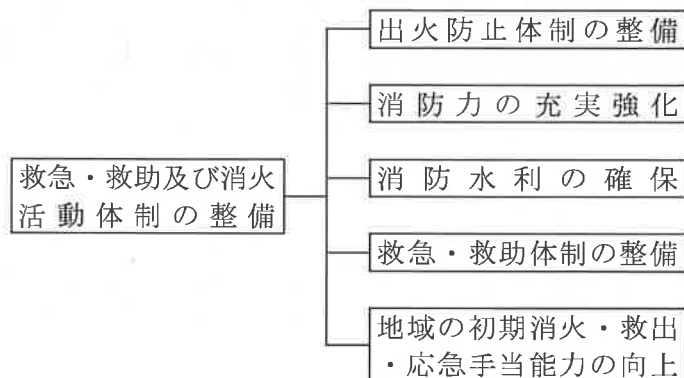 救急・救助及び消火
活動体制の整備
出火防止体制の整備
消防力の充実強化
消防水利の確保
救急・救助体制の整備
地域の初期消火・救出
・応急手当能力の向上